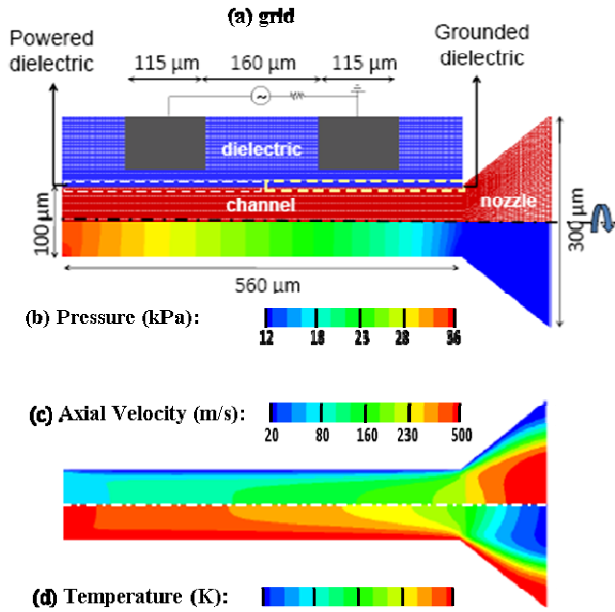 (a) grid
Powered
dielectric
Grounded
dielectric
115 µm 160 µm 115 µm
~
dielectric
channel
nozzle
100 µm
300 µm
560 µm
(b) Pressure (kPa):
12 18 23 28 36
(c) Axial Velocity (m/s):
20 80 160 230 500
(d) Temperature (K):